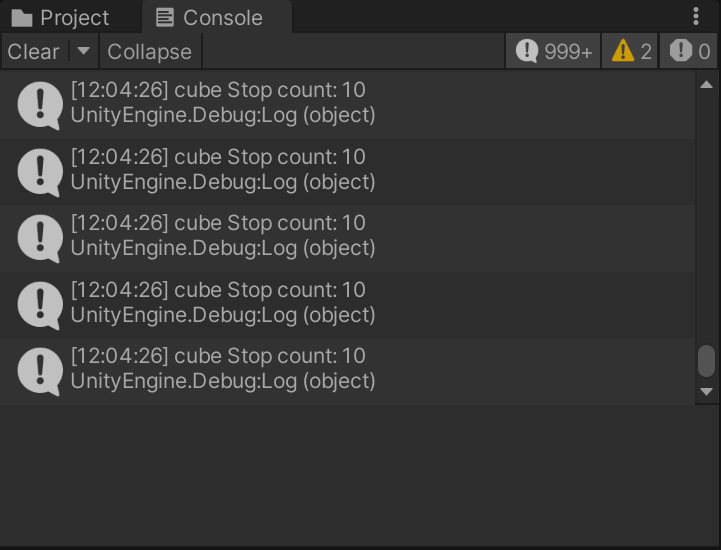 Project
Console
Clear
Collapse
999+
2
0
[12:04:26] cube Stop count: 10
UnityEngine.Debug:Log (object)
[12:04:26] cube Stop count: 10
UnityEngine.Debug:Log (object)
[12:04:26] cube Stop count: 10
UnityEngine.Debug:Log (object)
[12:04:26] cube Stop count: 10
UnityEngine.Debug:Log (object)
[12:04:26] cube Stop count: 10
UnityEngine.Debug:Log (object)